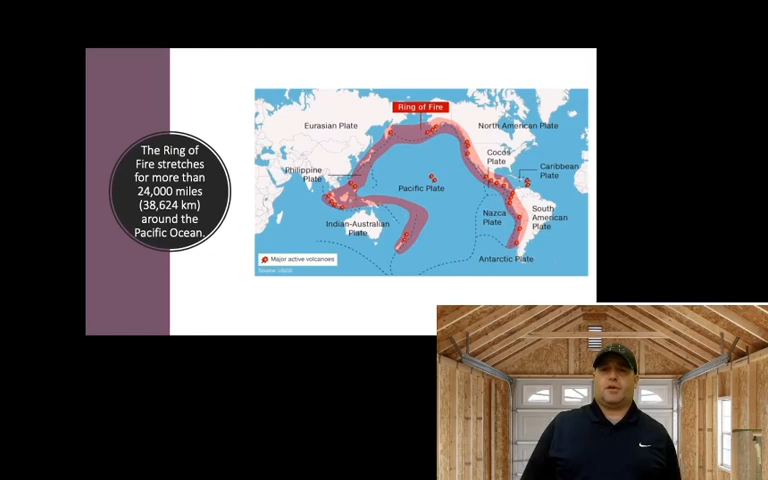 The Ring of
Fire stretches
for more than
24,000 miles
(38,624 km)
around the
Pacific Ocean.
Ring of Fire
Eurasian Plate
North American Plate
Cocos
Plate
Caribbean
Plate
Philippine
Plate
Pacific Plate
Nazca
Plate
South
American
Plate
Indian-Australian
Plate
Antarctic Plate
Major active volcanoes
Source: USGS